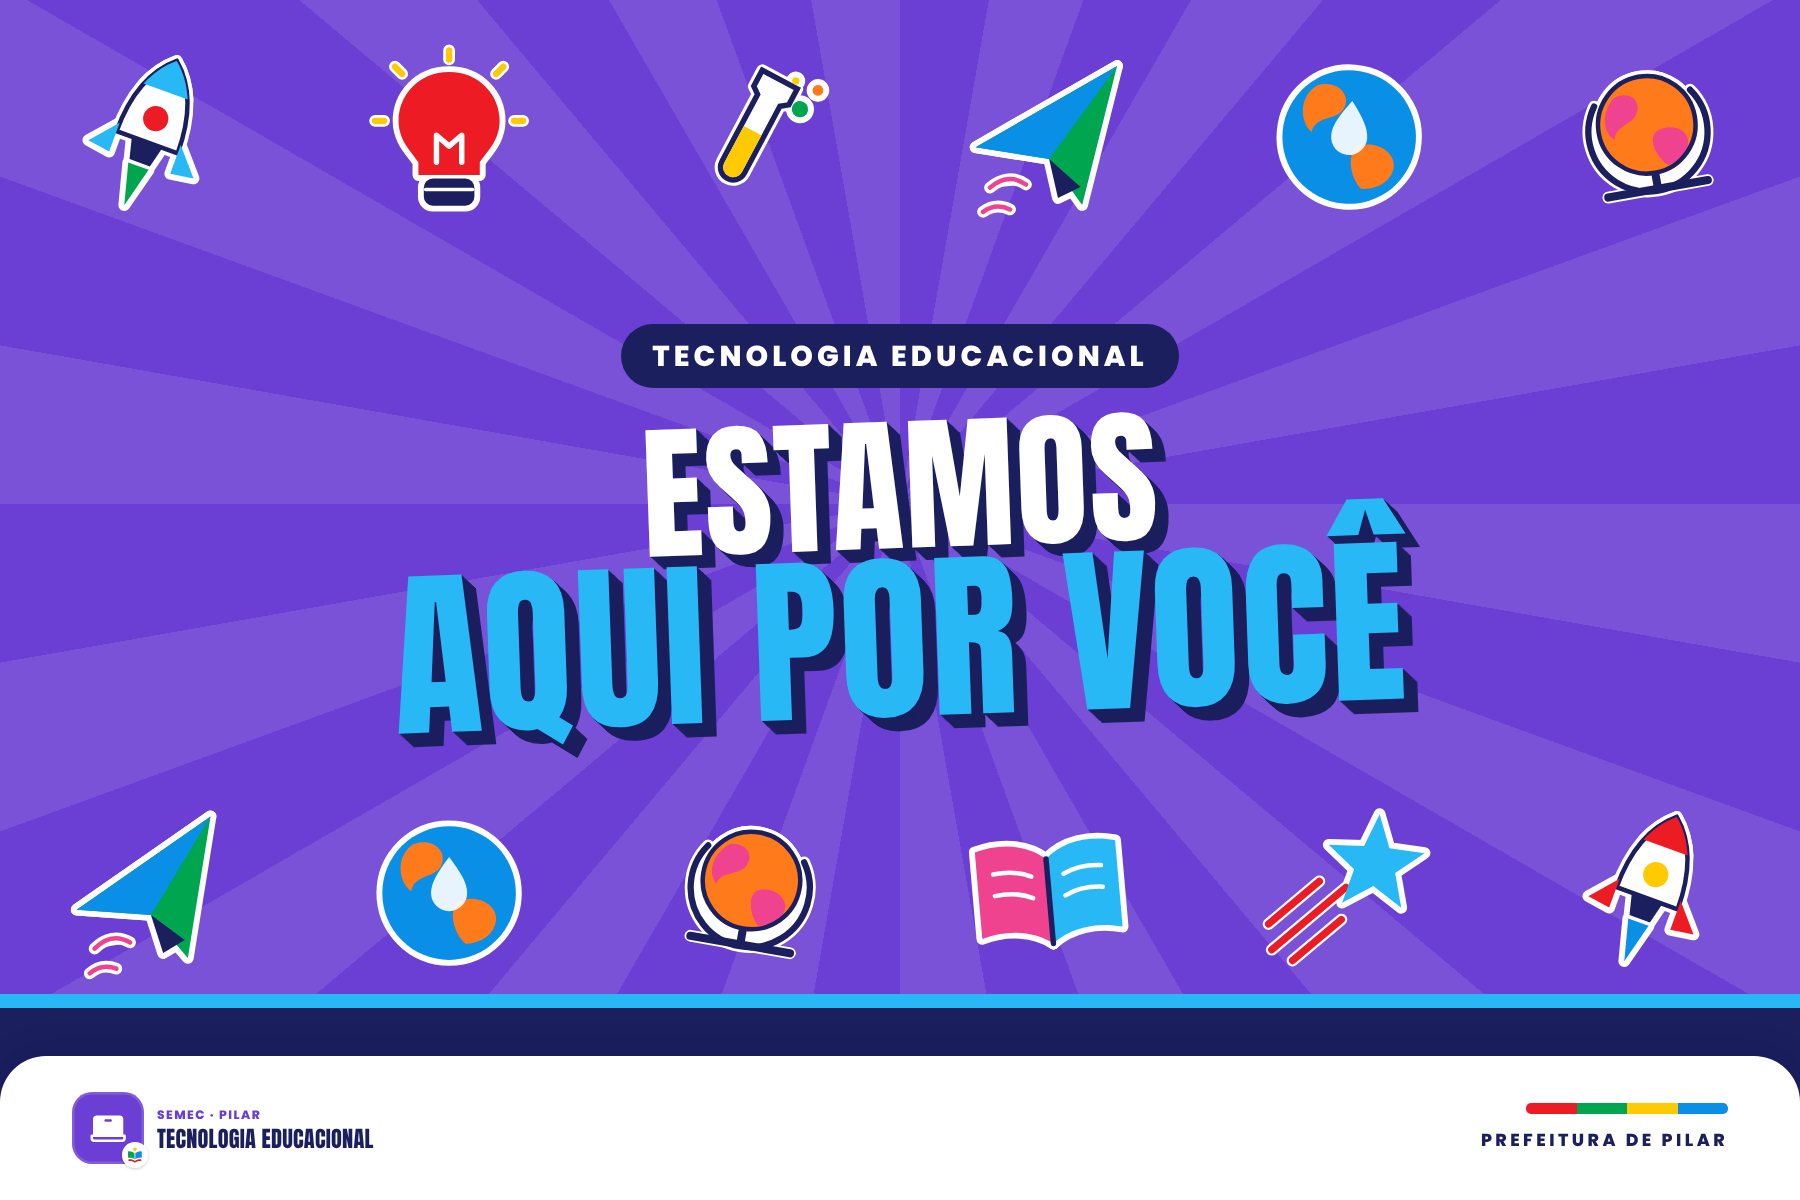 M
TECNOLOGIA EDUCACIONAL
ESTAMOS
AQUI POR VOCÊ
SEMEC · PILAR
TECNOLOGIA EDUCACIONAL
PREFEITURA DE PILAR